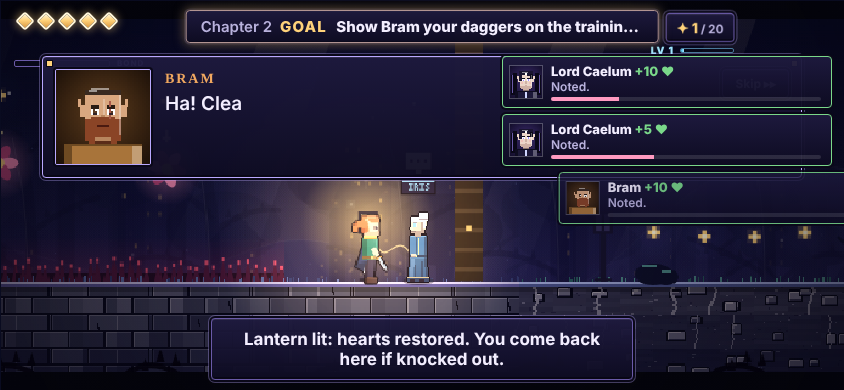 Chapter 2 GOAL Show Bram your daggers on the trainin...
1 / 20
LV 1
BRAM
Ha! Clea
Lord Caelum +10
Noted.
Lord Caelum +5
Noted.
Bram +10
Noted.
IRIS
Lantern lit: hearts restored. You come back
here if knocked out.